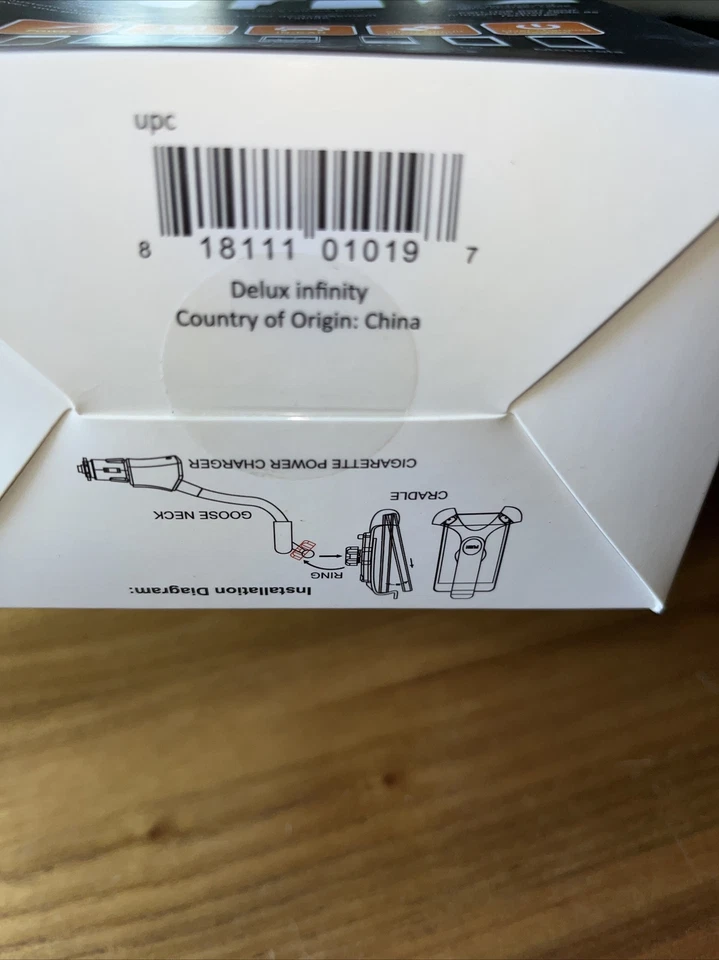 upc
8 18111 01019 7
Delux infinity
Country of Origin: China
Installation Diagram:
RING
CRADLE
GOOSE NECK
CIGARETTE POWER CHARGER